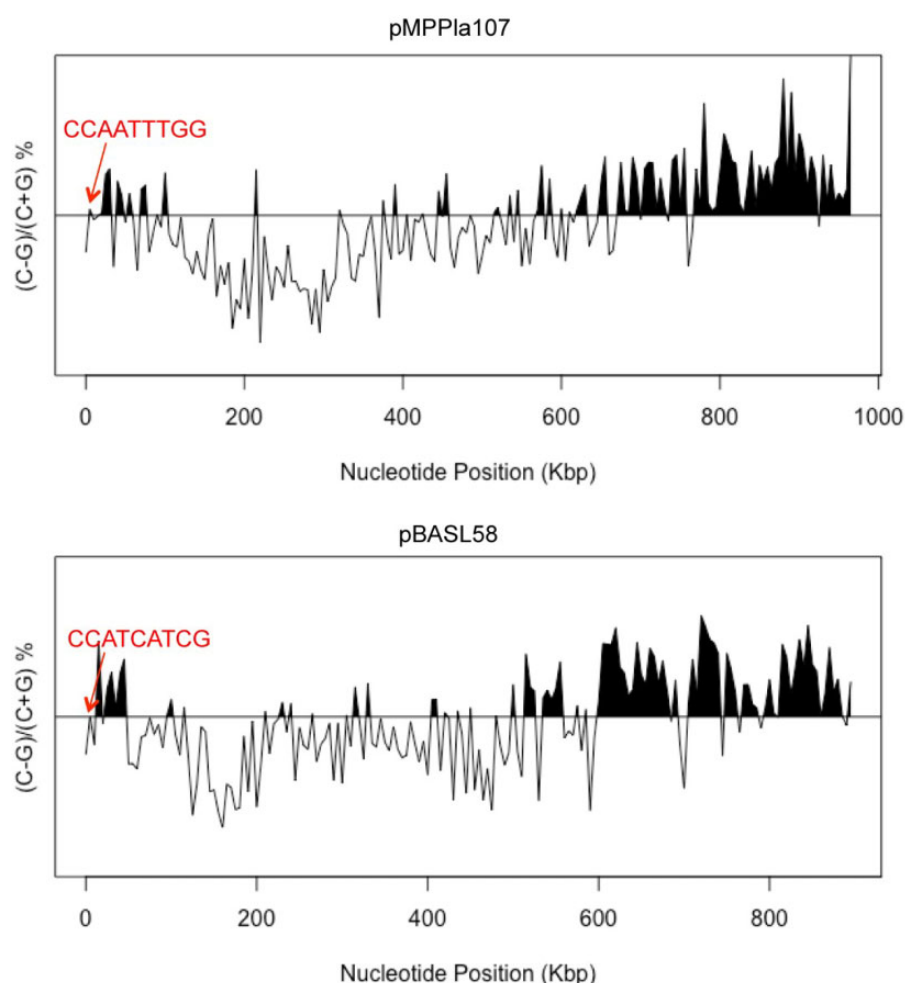 pMPPla107
CCAATTTGG
(C-G)/(C+G) %
0 200 400 600 800 1000
Nucleotide Position (Kbp)
pBASL58
CCATCATCG
(C-G)/(C+G) %
0 200 400 600 800
Nucleotide Position (Kbp)